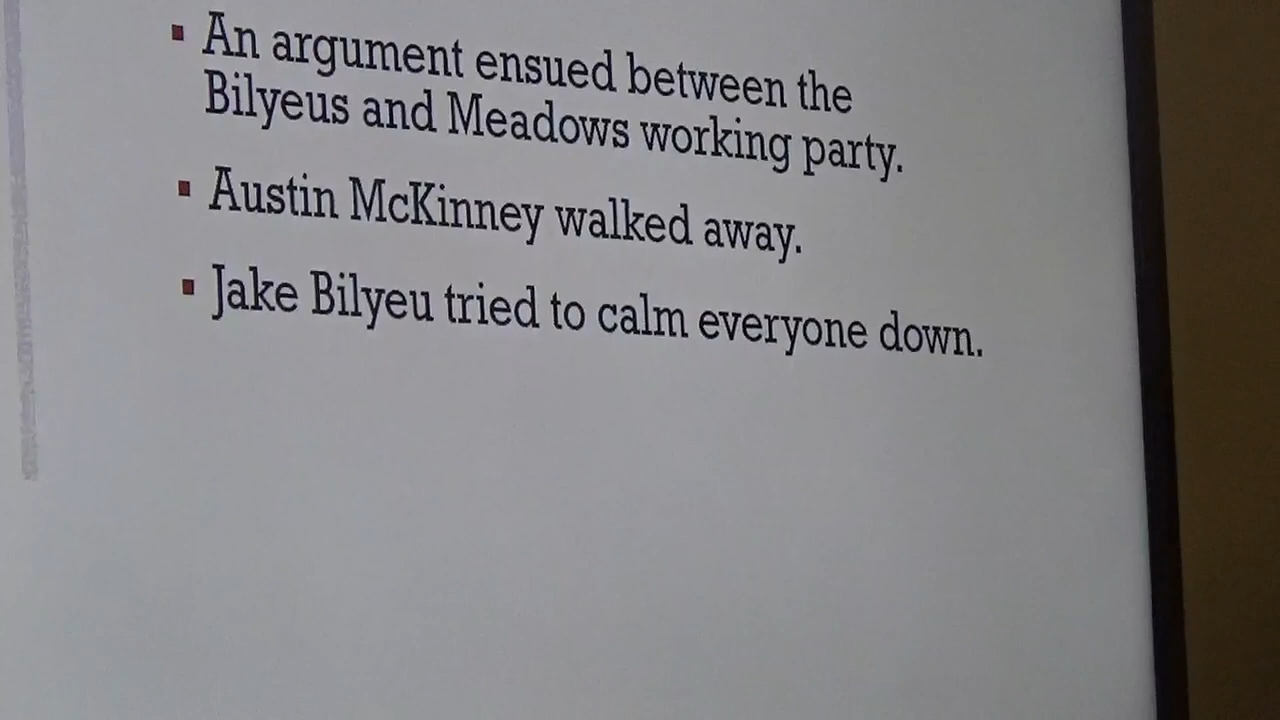 ▪ An argument ensued between the
Bilyeus and Meadows working party.
▪ Austin McKinney walked away.
▪ Jake Bilyeu tried to calm everyone down.